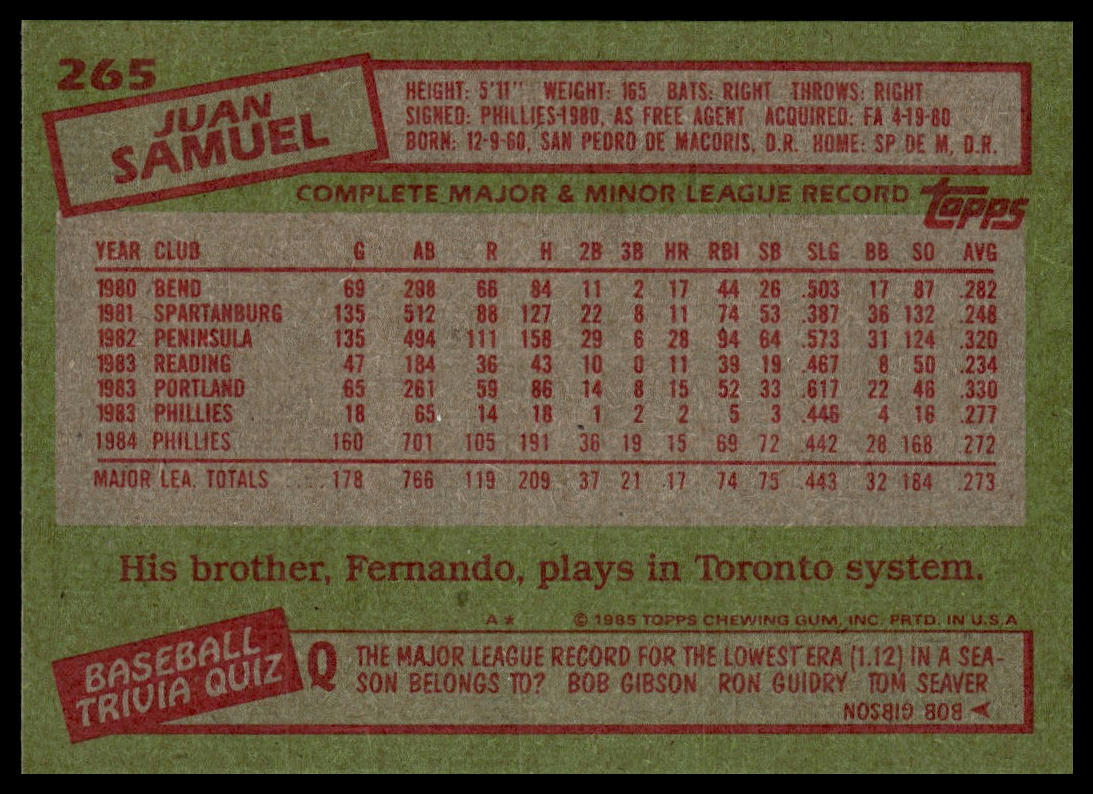 265
JUAN
SAMUEL
HEIGHT: 5'11" WEIGHT: 165 BATS: RIGHT THROWS: RIGHT
SIGNED: PHILLIES-1980, AS FREE AGENT ACQUIRED: FA 4-19-80
BORN: 12-9-60, SAN PEDRO DE MACORIS, D.R. HOME: SP DE M, D.R.
COMPLETE MAJOR & MINOR LEAGUE RECORD
topps
YEAR CLUB G AB R H 2B 3B HR RBI SB SLG BB SO AVG
1980 BEND 69 298 66 84 11 2 17 44 26 .503 17 87 .282
1981 SPARTANBURG 135 512 88 127 22 8 11 74 53 .387 36 132 .248
1982 PENINSULA 135 494 111 158 29 6 28 94 64 .573 31 124 .320
1983 READING 47 184 36 43 10 0 11 39 19 .467 8 50 .234
1983 PORTLAND 65 261 59 86 14 8 15 52 33 .617 22 46 .330
1983 PHILLIES 18 65 14 18 1 2 2 5 3 .446 4 16 .277
1984 PHILLIES 160 701 105 191 36 19 15 69 72 .442 28 168 .272
MAJOR LEA. TOTALS 178 766 119 209 37 21 17 74 75 .443 32 184 .273
His brother, Fernando, plays in Toronto system.
A* © 1985 TOPPS CHEWING GUM, INC. PRTD. IN U.S.A
BASEBALL
TRIVIA QUIZ
Q THE MAJOR LEAGUE RECORD FOR THE LOWEST ERA (1.12) IN A SEA-
SON BELONGS TO? BOB GIBSON RON GUIDRY TOM SEAVER
A BOB GIBSON